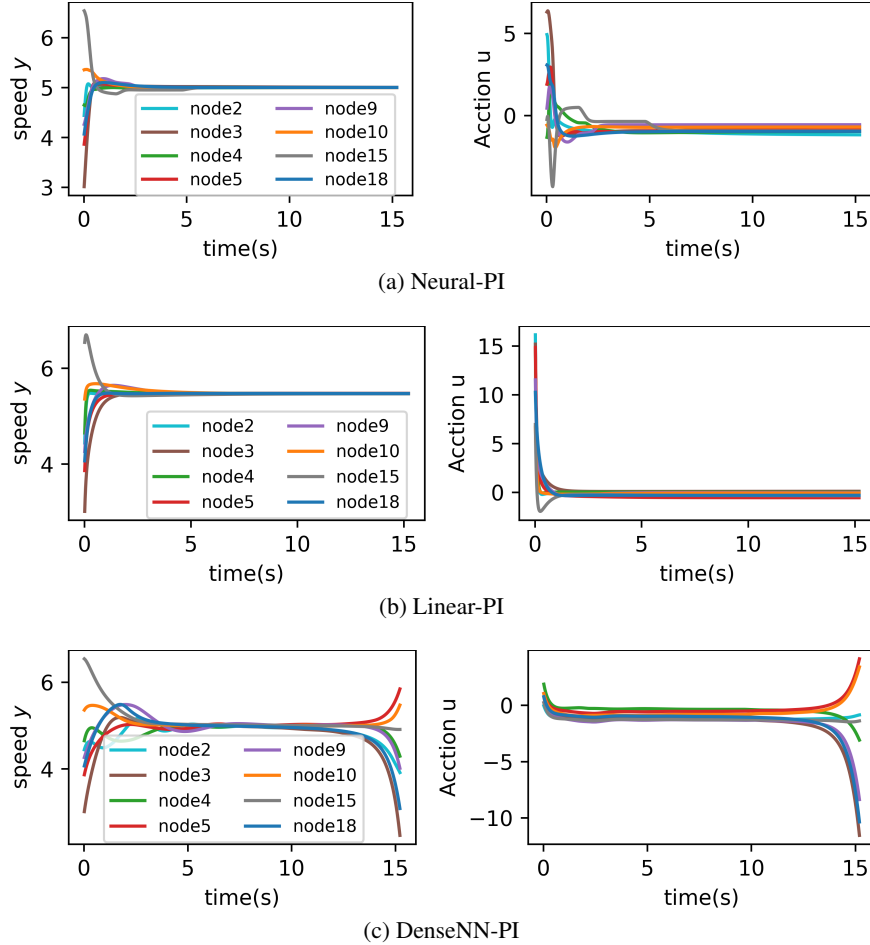 speed y
6
5
4
3
0
5
10
15
time(s)
node2
node9
node3
node10
node4
node15
node5
node18
Acction u
5
0
0
5
10
15
time(s)
(a) Neural-PI
speed y
6
4
0
5
10
15
time(s)
node2
node9
node3
node10
node4
node15
node5
node18
Acction u
15
10
5
0
0
5
10
15
time(s)
(b) Linear-PI
speed y
6
4
0
5
10
15
time(s)
node2
node9
node3
node10
node4
node15
node5
node18
Acction u
0
−5
−10
0
5
10
15
time(s)
(c) DenseNN-PI